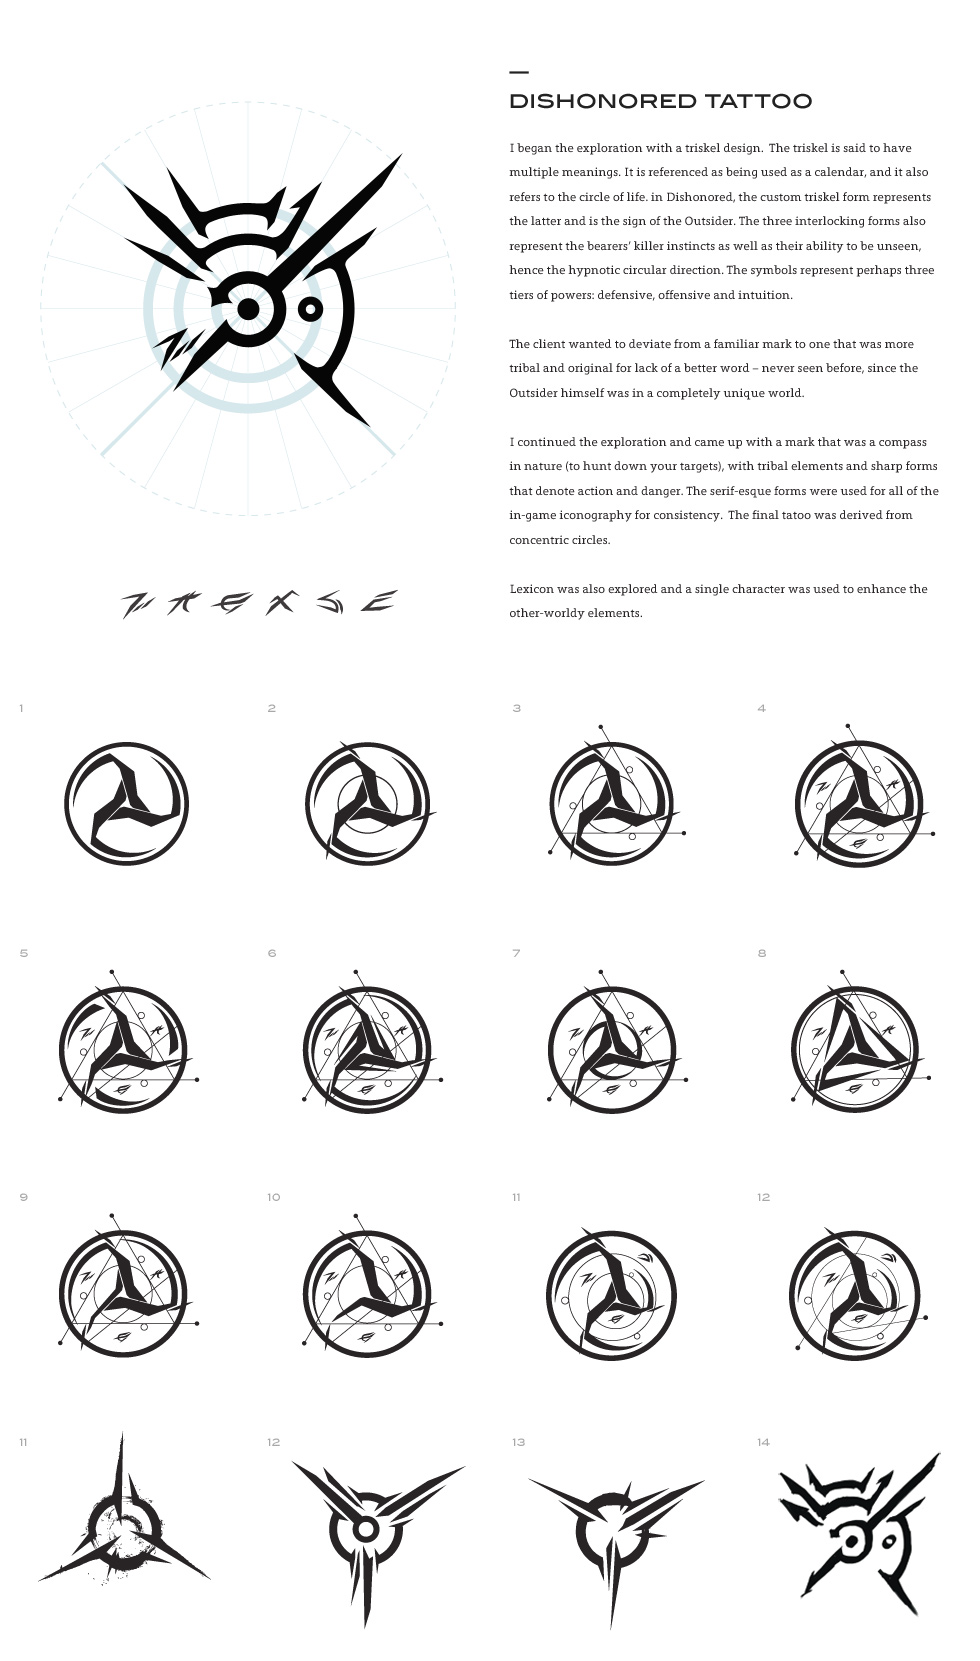 DISHONORED TATTOO
I began the exploration with a triskel design. The triskel is said to have
multiple meanings. It is referenced as being used as a calendar, and it also
refers to the circle of life. in Dishonored, the custom triskel form represents
the latter and is the sign of the Outsider. The three interlocking forms also
represent the bearers’ killer instincts as well as their ability to be unseen,
hence the hypnotic circular direction. The symbols represent perhaps three
tiers of powers: defensive, offensive and intuition.
The client wanted to deviate from a familiar mark to one that was more
tribal and original for lack of a better word – never seen before, since the
Outsider himself was in a completely unique world.
I continued the exploration and came up with a mark that was a compass
in nature (to hunt down your targets), with tribal elements and sharp forms
that denote action and danger. The serif-esque forms were used for all of the
in-game iconography for consistency. The final tatoo was derived from
concentric circles.
Lexicon was also explored and a single character was used to enhance the
other-worldy elements.
1 2 3 4
5 6 7 8
9 10 11 12
11 12 13 14